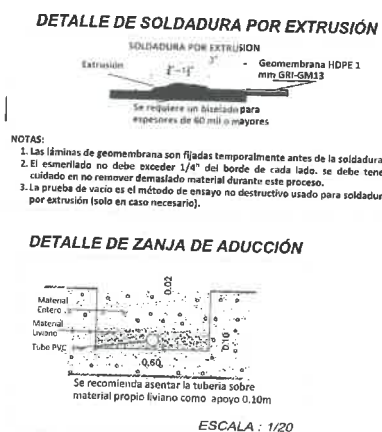 DETALLE DE SOLDADURA POR EXTRUSIÓN
SOLDADURA POR EXTRUSION
3"
Extrusión
- Geomembrana HDPE 1
mm GRI-GM13
Se requiere un biselado para
espesores de 60 mil o mayores
NOTAS:
1. Las láminas de geomembrana son fijadas temporalmente antes de la soldadura
2. El esmerilado no debe exceder 1/4" del borde de cada lado. se debe tene
cuidado en no remover demasiado material durante este proceso.
3. La prueba de vacío es el método de ensayo no destructivo usado para soldadur
por extrusión (solo en caso necesario).
DETALLE DE ZANJA DE ADUCCIÓN
0.02
Material
Entero
Material
Liviano
Tubo PVC
0.10
0.60
Se recomienda asentar la tubería sobre
material propio liviano como apoyo 0.10m
ESCALA : 1/20